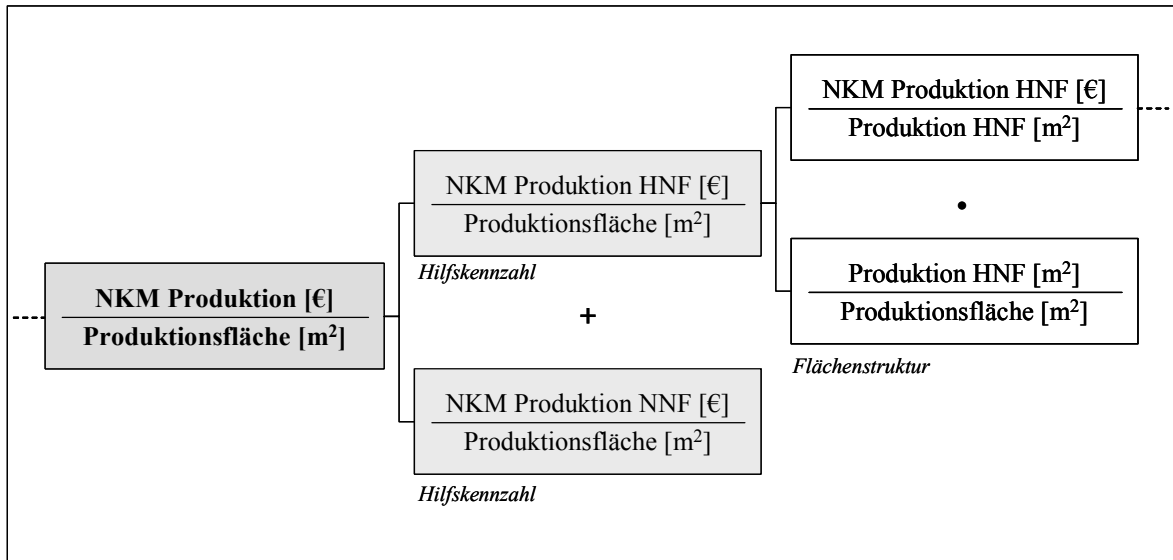 NKM Produktion HNF [€]
Produktion HNF [m²]
NKM Produktion HNF [€]
Produktionsfläche [m²]
Hilfskennzahl
•
Produktion HNF [m²]
Produktionsfläche [m²]
Flächenstruktur
NKM Produktion [€]
Produktionsfläche [m²]
+
NKM Produktion NNF [€]
Produktionsfläche [m²]
Hilfskennzahl